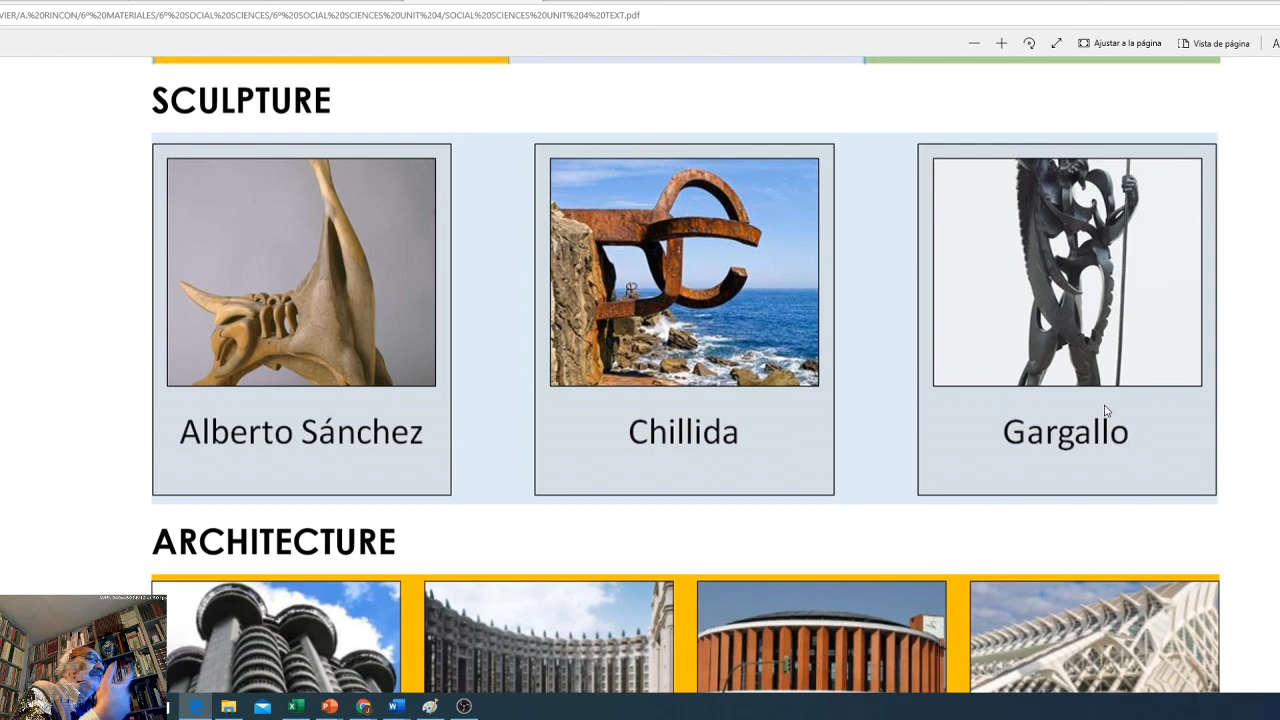 VIER/A.%20RINCON/6º%20MATERIALES/6º%20SOCIAL%20SCIENCES/6º%20SOCIAL%20SCIENCES%20UNIT%204/SOCIAL%20SCIENCES%20UNIT%204%20TEXT.pdf
Ajustar a la página
Vista de página
A
SCULPTURE
Alberto Sánchez
Chillida
Gargallo
ARCHITECTURE